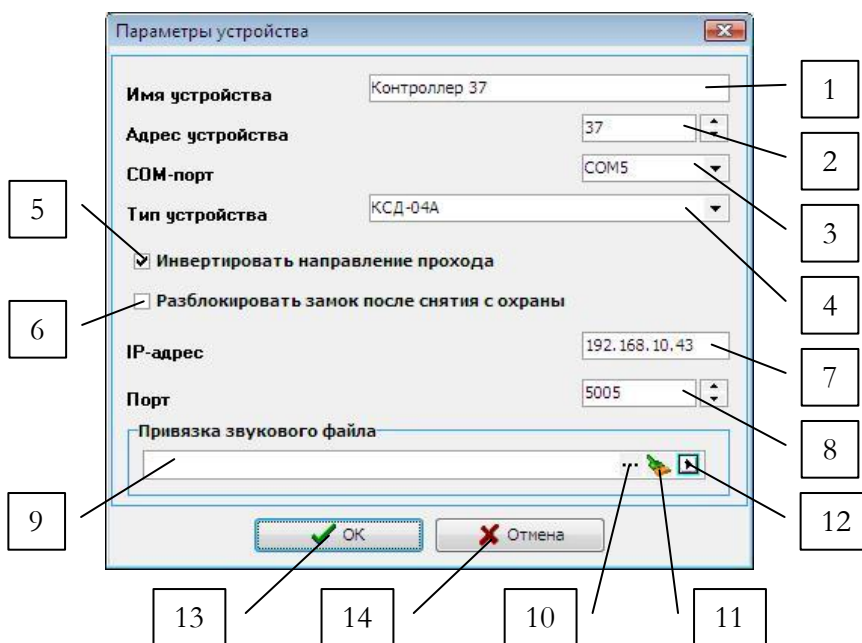 Параметры устройства
Имя устройства Контроллер 37 1
Адрес устройства 37 2
COM-порт COM5 3
Тип устройства КСД-04А 4
5 Инвертировать направление прохода
6 Разблокировать замок после снятия с охраны
IP-адрес 192.168.10.43 7
Порт 5005 8
Привязка звукового файла
9 ... 12
OK Отмена
13 14 10 11